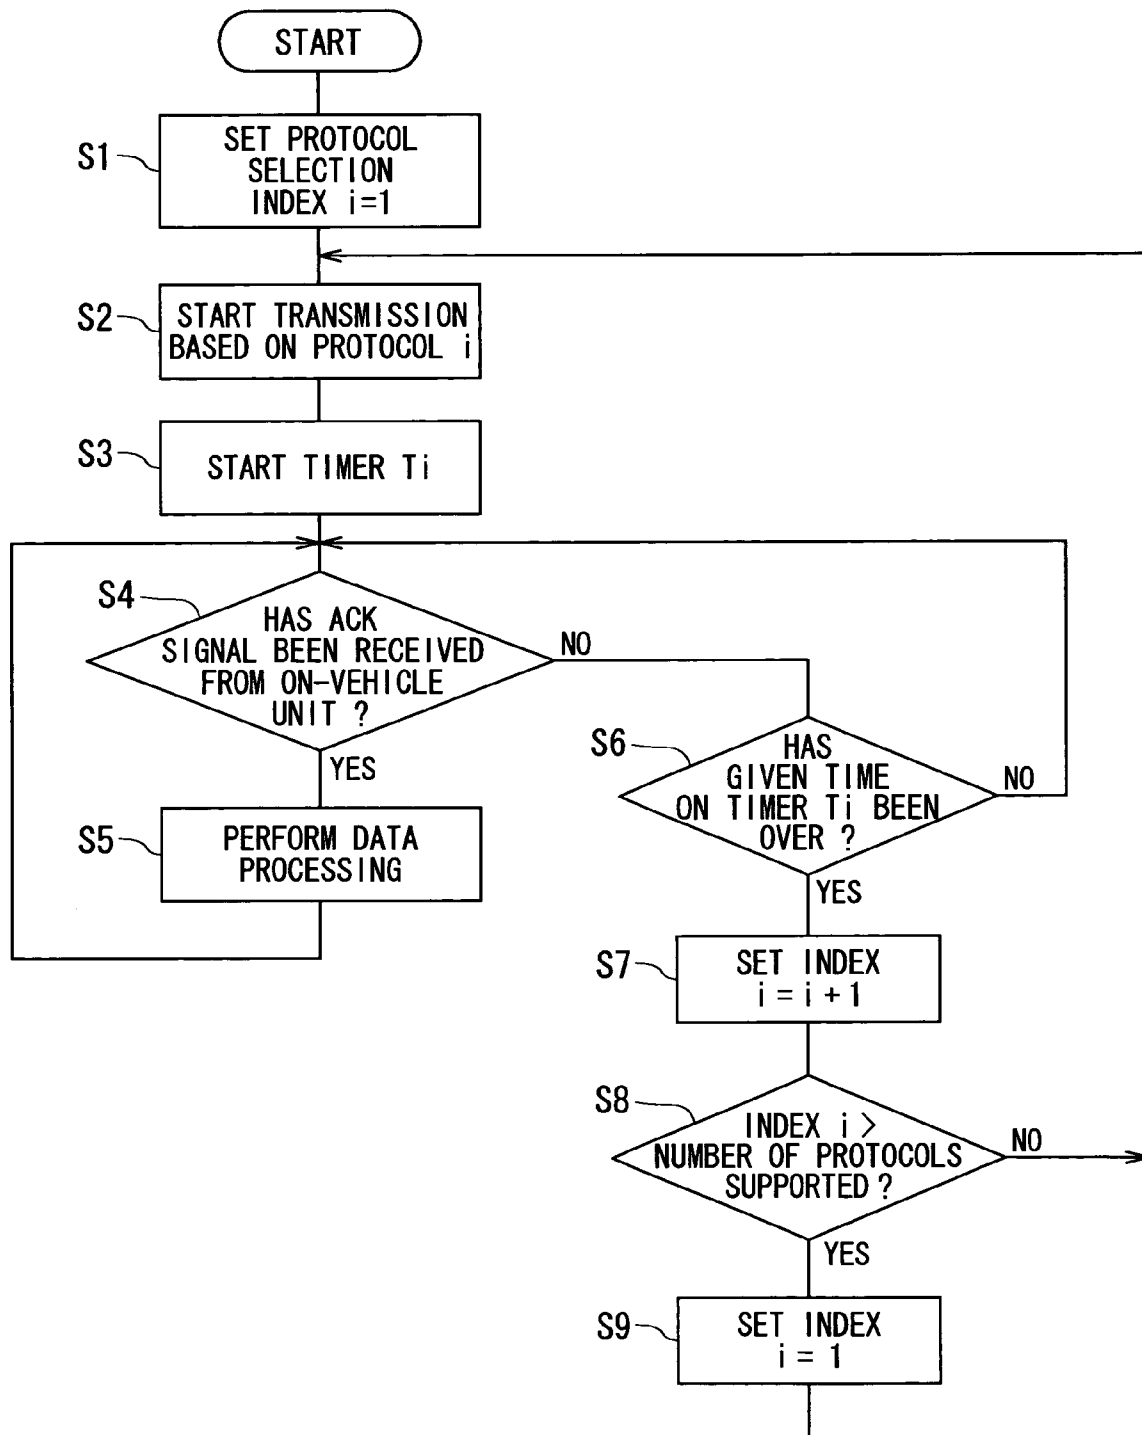 START
S1
SET PROTOCOL
SELECTION
INDEX i=1
S2
START TRANSMISSION
BASED ON PROTOCOL i
S3
START TIMER Ti
S4
HAS ACK
SIGNAL BEEN RECEIVED
FROM ON-VEHICLE
UNIT ?
NO
YES
S5
PERFORM DATA
PROCESSING
S6
HAS
GIVEN TIME
ON TIMER Ti BEEN
OVER ?
NO
YES
S7
SET INDEX
i = i + 1
S8
INDEX i >
NUMBER OF PROTOCOLS
SUPPORTED ?
NO
YES
S9
SET INDEX
i = 1